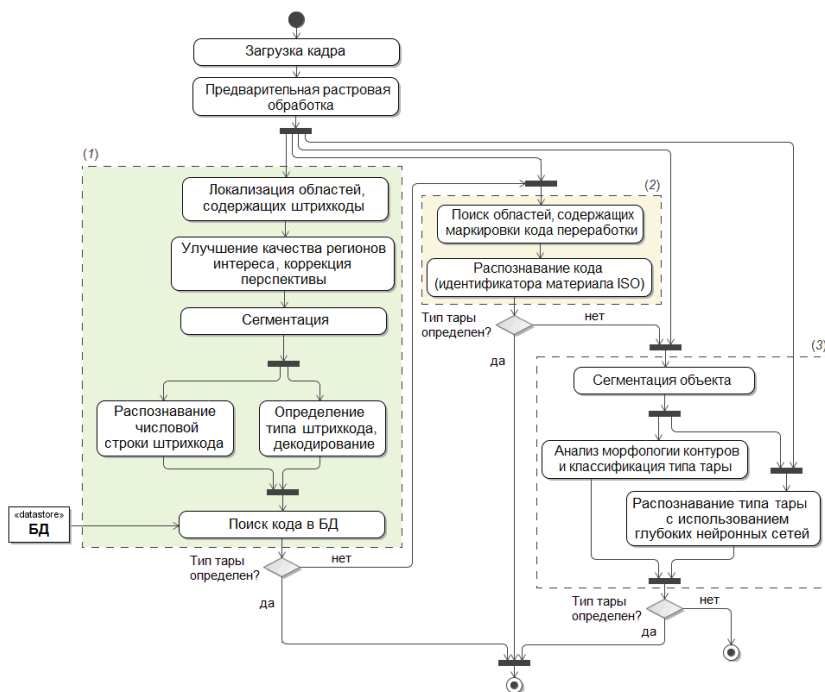 Загрузка кадра
Предварительная растровая
обработка
(1)
Локализация областей,
содержащих штрихкоды
Улучшение качества регионов
интереса, коррекция
перспективы
Сегментация
Распознавание
числовой
строки штрихкода
Определение
типа штрихкода,
декодирование
«datastore»
БД
Поиск кода в БД
Тип тары
определен?
нет
да
(2)
Поиск областей, содержащих
маркировки кода переработки
Распознавание кода
(идентификатора материала ISO)
Тип тары
определен?
нет
да
(3)
Сегментация объекта
Анализ морфологии контуров
и классификация типа тары
Распознавание типа тары
с использованием
глубоких нейронных сетей
Тип тары
определен?
нет
да